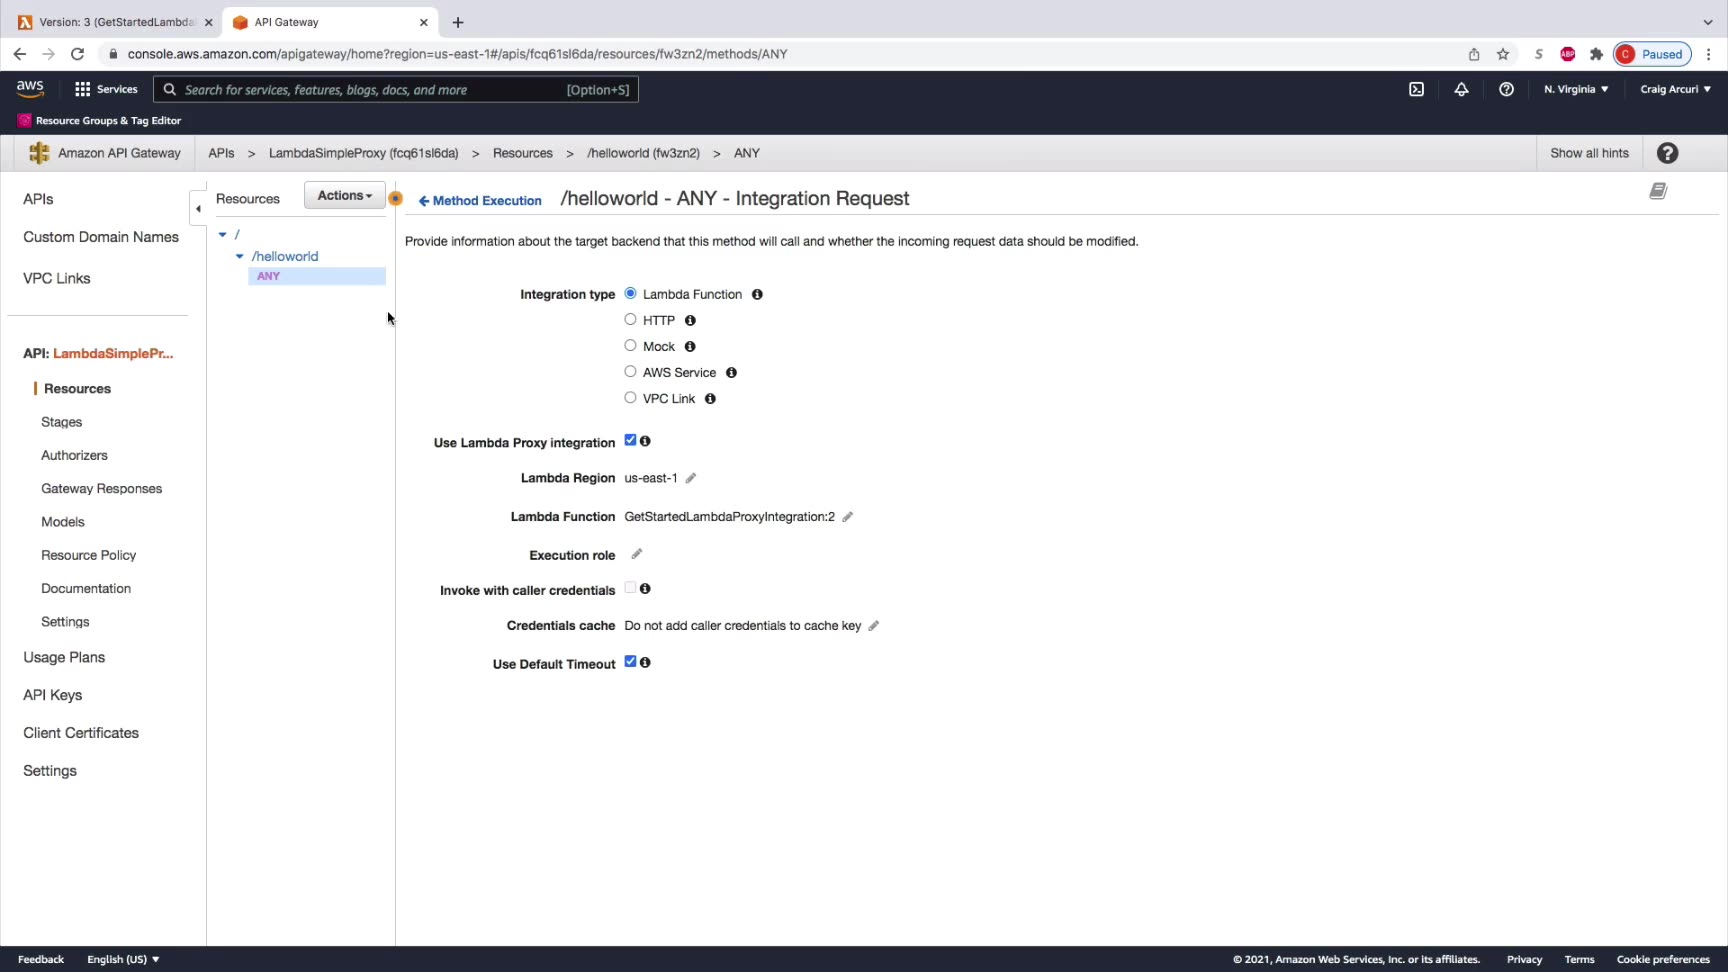 Version: 3 (GetStartedLambda
API Gateway
console.aws.amazon.com/apigateway/home?region=us-east-1#/apis/fcq61sl6da/resources/fw3zn2/methods/ANY
S
ABP
C Paused
aws Services Search for services, features, blogs, docs, and more [Option+S] N. Virginia Craig Arcuri
Resource Groups & Tag Editor
Amazon API Gateway APIs > LambdaSimpleProxy (fcq61sl6da) > Resources > /helloworld (fw3zn2) > ANY Show all hints ?
APIs
Custom Domain Names
VPC Links
API: LambdaSimplePr...
Resources
Stages
Authorizers
Gateway Responses
Models
Resource Policy
Documentation
Settings
Usage Plans
API Keys
Client Certificates
Settings
Resources Actions
/
/helloworld
ANY
Method Execution /helloworld - ANY - Integration Request
Provide information about the target backend that this method will call and whether the incoming request data should be modified.
Integration type Lambda Function
HTTP
Mock
AWS Service
VPC Link
Use Lambda Proxy integration
Lambda Region us-east-1
Lambda Function GetStartedLambdaProxyIntegration:2
Execution role
Invoke with caller credentials
Credentials cache Do not add caller credentials to cache key
Use Default Timeout
Feedback English (US) © 2021, Amazon Web Services, Inc. or its affiliates. Privacy Terms Cookie preferences